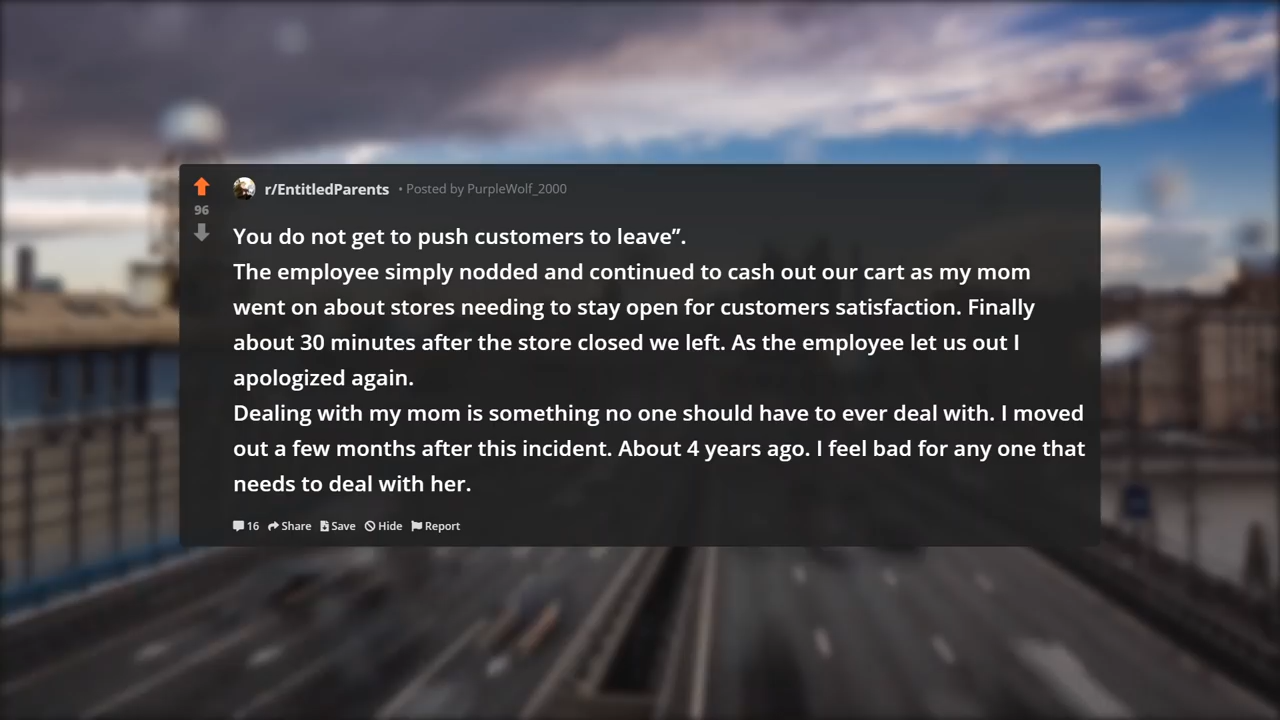 r/EntitledParents • Posted by PurpleWolf_2000
96
You do not get to push customers to leave”.
The employee simply nodded and continued to cash out our cart as my mom
went on about stores needing to stay open for customers satisfaction. Finally
about 30 minutes after the store closed we left. As the employee let us out I
apologized again.
Dealing with my mom is something no one should have to ever deal with. I moved
out a few months after this incident. About 4 years ago. I feel bad for any one that
needs to deal with her.
16 Share Save Hide Report